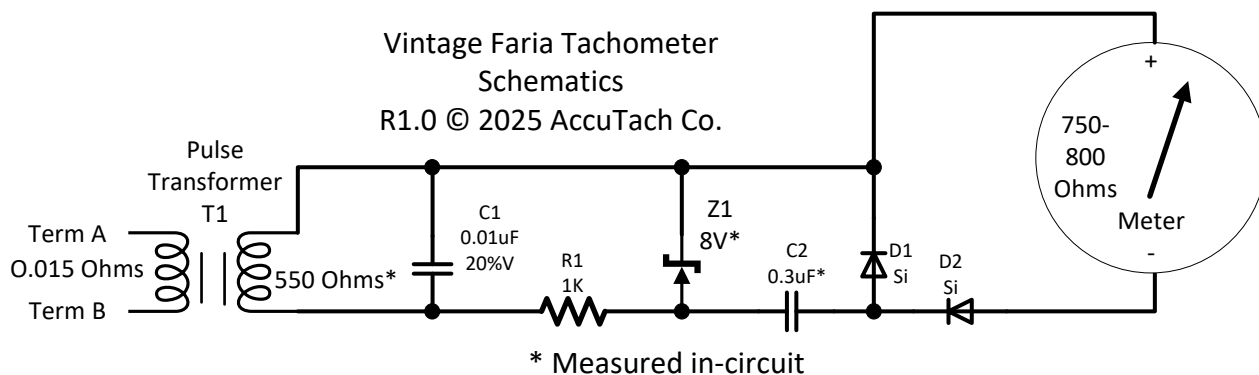 Vintage Faria Tachometer
Schematics
R1.0 © 2025 AccuTach Co.
Pulse
Transformer
T1
Term A
O.015 Ohms
Term B
550 Ohms*
C1
0.01uF
20%V
R1
1K
Z1
8V*
C2
0.3uF*
D1
Si
D2
Si
+
750-
800
Ohms
Meter
-
* Measured in-circuit